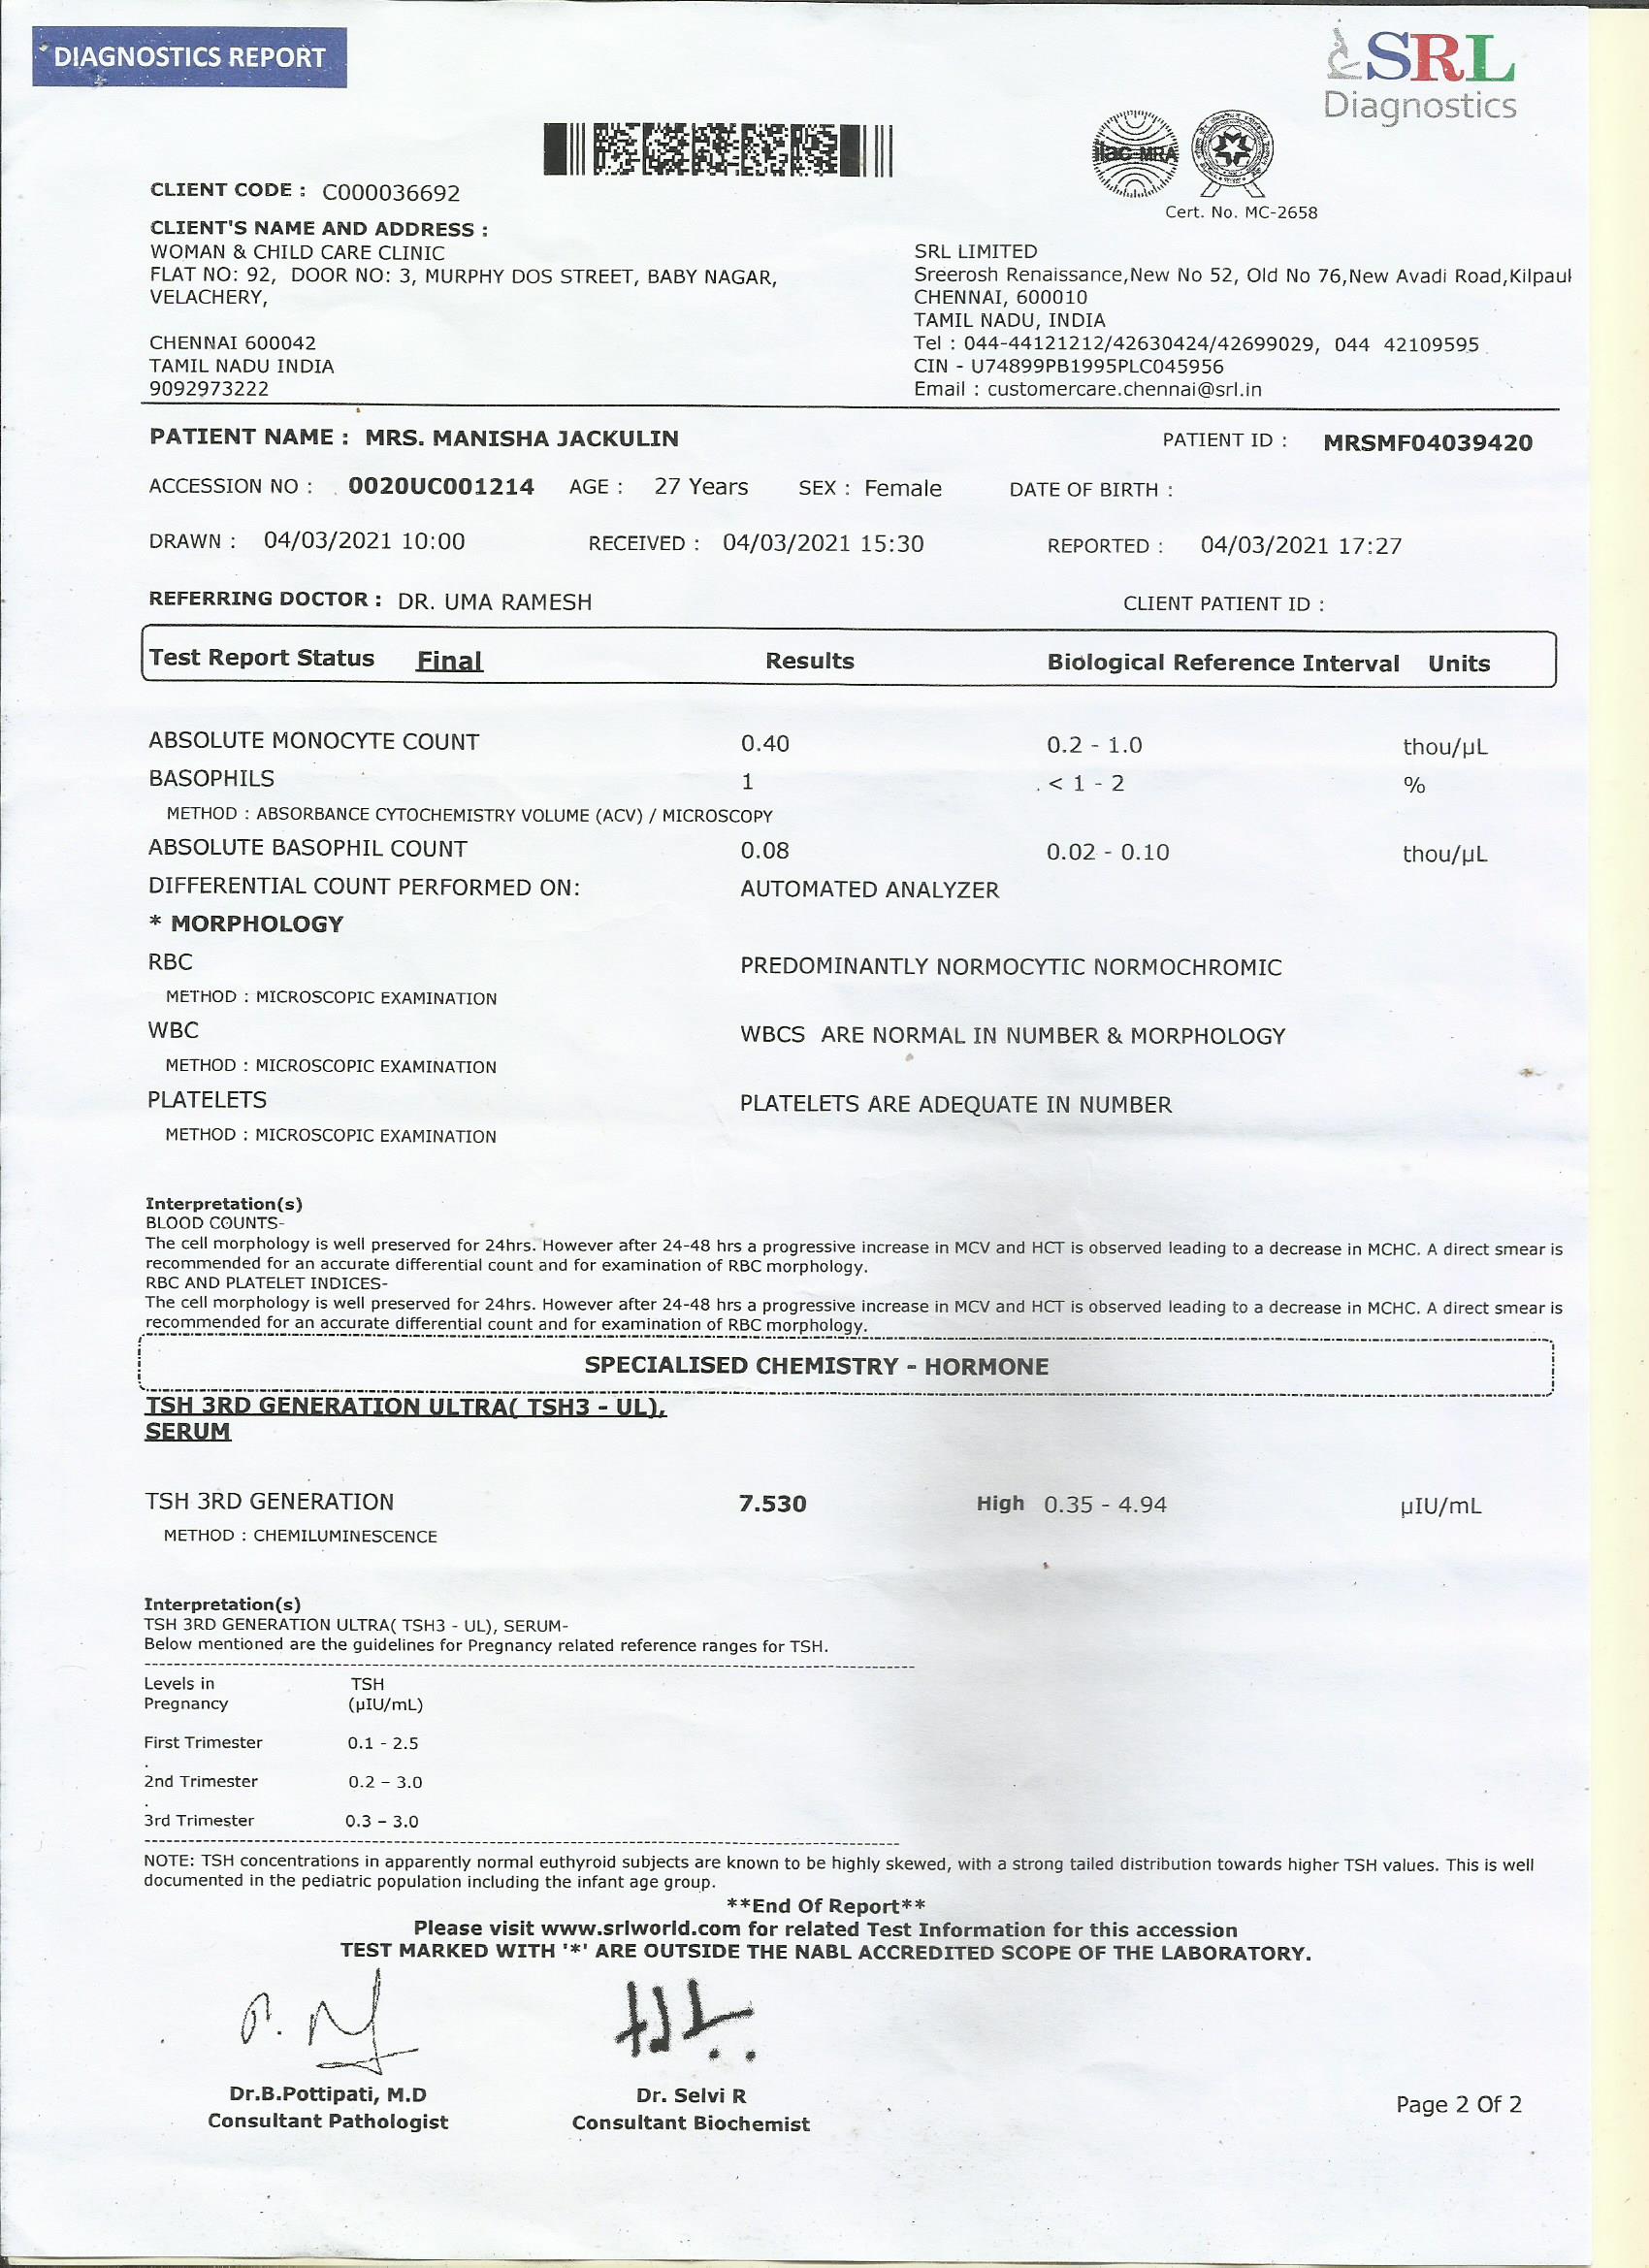 DIAGNOSTICS REPORT
SRL
Diagnostics
ilac-MRA
Cert. No. MC-2658
CLIENT CODE : C000036692
CLIENT'S NAME AND ADDRESS :
WOMAN & CHILD CARE CLINIC
FLAT NO: 92, DOOR NO: 3, MURPHY DOS STREET, BABY NAGAR,
VELACHERY,
CHENNAI 600042
TAMIL NADU INDIA
9092973222
SRL LIMITED
Sreerosh Renaissance,New No 52, Old No 76,New Avadi Road,Kilpauk
CHENNAI, 600010
TAMIL NADU, INDIA
Tel : 044-44121212/42630424/42699029, 044 42109595
CIN - U74899PB1995PLC045956
Email : customercare.chennai@srl.in
PATIENT NAME : MRS. MANISHA JACKULIN PATIENT ID : MRSMF04039420
ACCESSION NO : 0020UC001214 AGE : 27 Years SEX : Female DATE OF BIRTH :
DRAWN : 04/03/2021 10:00 RECEIVED : 04/03/2021 15:30 REPORTED : 04/03/2021 17:27
REFERRING DOCTOR : DR. UMA RAMESH CLIENT PATIENT ID :
Test Report Status Final Results Biological Reference Interval Units
ABSOLUTE MONOCYTE COUNT 0.40 0.2 - 1.0 thou/µL
BASOPHILS 1 < 1 - 2 %
METHOD : ABSORBANCE CYTOCHEMISTRY VOLUME (ACV) / MICROSCOPY
ABSOLUTE BASOPHIL COUNT 0.08 0.02 - 0.10 thou/µL
DIFFERENTIAL COUNT PERFORMED ON: AUTOMATED ANALYZER
* MORPHOLOGY
RBC PREDOMINANTLY NORMOCYTIC NORMOCHROMIC
METHOD : MICROSCOPIC EXAMINATION
WBC WBCS ARE NORMAL IN NUMBER & MORPHOLOGY
METHOD : MICROSCOPIC EXAMINATION
PLATELETS PLATELETS ARE ADEQUATE IN NUMBER
METHOD : MICROSCOPIC EXAMINATION
Interpretation(s)
BLOOD COUNTS-
The cell morphology is well preserved for 24hrs. However after 24-48 hrs a progressive increase in MCV and HCT is observed leading to a decrease in MCHC. A direct smear is
recommended for an accurate differential count and for examination of RBC morphology.
RBC AND PLATELET INDICES-
The cell morphology is well preserved for 24hrs. However after 24-48 hrs a progressive increase in MCV and HCT is observed leading to a decrease in MCHC. A direct smear is
recommended for an accurate differential count and for examination of RBC morphology.
SPECIALISED CHEMISTRY - HORMONE
TSH 3RD GENERATION ULTRA( TSH3 - UL),
SERUM
TSH 3RD GENERATION 7.530 High 0.35 - 4.94 µIU/mL
METHOD : CHEMILUMINESCENCE
Interpretation(s)
TSH 3RD GENERATION ULTRA( TSH3 - UL), SERUM-
Below mentioned are the guidelines for Pregnancy related reference ranges for TSH.
Levels in TSH
Pregnancy (µIU/mL)
First Trimester 0.1 - 2.5
.
2nd Trimester 0.2 – 3.0
.
3rd Trimester 0.3 – 3.0
NOTE: TSH concentrations in apparently normal euthyroid subjects are known to be highly skewed, with a strong tailed distribution towards higher TSH values. This is well
documented in the pediatric population including the infant age group.
**End Of Report**
Please visit www.srlworld.com for related Test Information for this accession
TEST MARKED WITH '*' ARE OUTSIDE THE NABL ACCREDITED SCOPE OF THE LABORATORY.
Dr.B.Pottipati, M.D Dr. Selvi R
Consultant Pathologist Consultant Biochemist
Page 2 Of 2